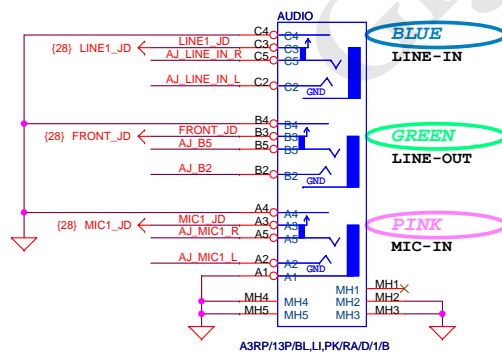 AUDIO
C4 C4 BLUE
{28} LINE1_JD LINE1_JD C3 C3
AJ_LINE_IN_R C5 C5 LINE-IN
AJ_LINE_IN_L C2 C2
GND
B4 B4
{28} FRONT_JD FRONT_JD B3 B3 GREEN
AJ_B5 B5 B5 LINE-OUT
AJ_B2 B2 B2
GND
A4 A4
{28} MIC1_JD MIC1_JD A3 A3 PINK
AJ_MIC1_R A5 A5 MIC-IN
AJ_MIC1_L A2 A2
GND
A1 A1
MH1 MH1
MH4 MH4 MH2 MH2
MH5 MH5 MH3 MH3
A3RP/13P/BL,LI,PK/RA/D/1/B